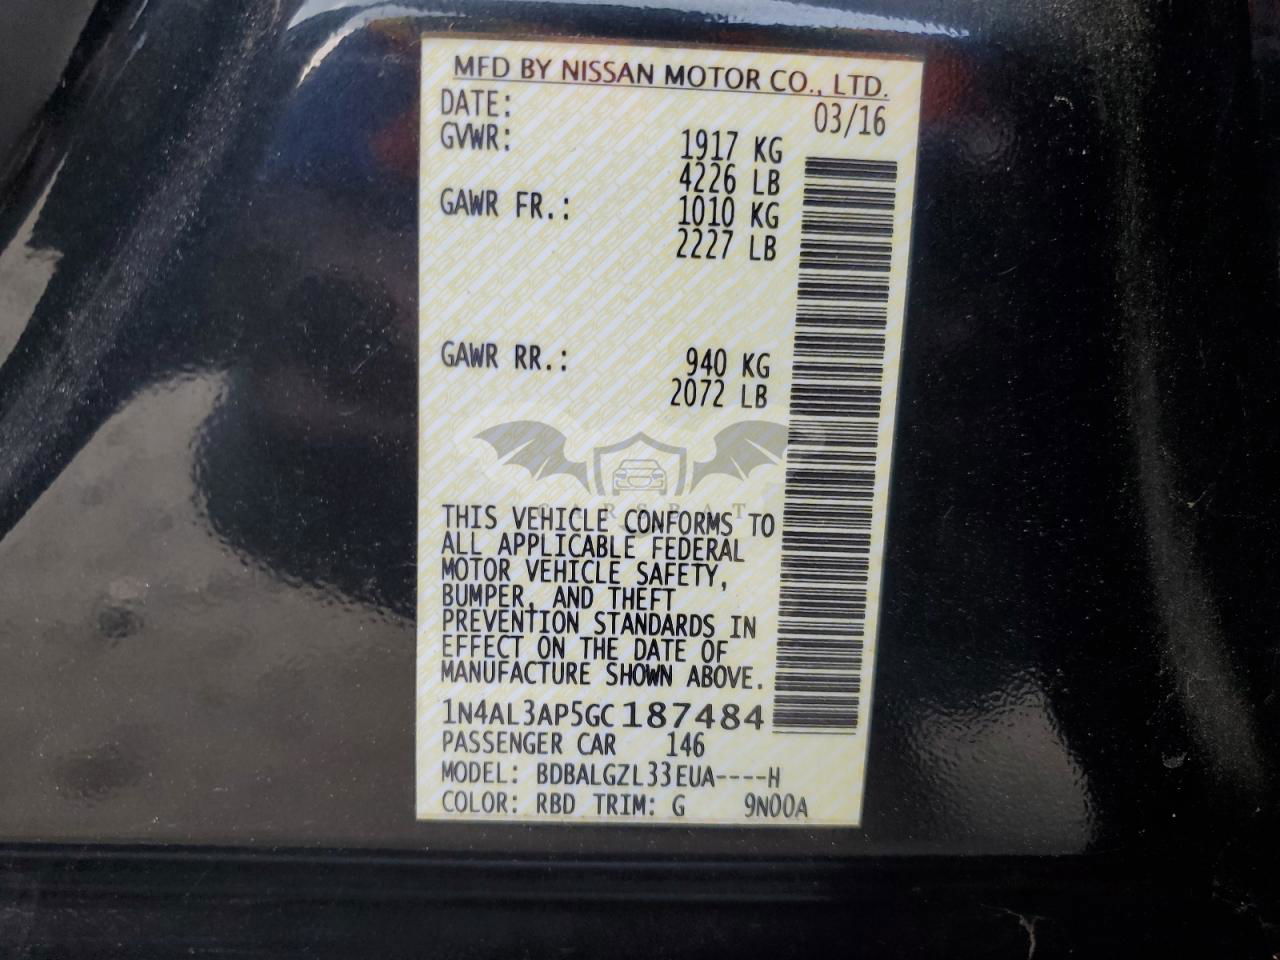 MFD BY NISSAN MOTOR CO., LTD.
DATE: 03/16
GVWR: 1917 KG
4226 LB
GAWR FR.: 1010 KG
2227 LB
GAWR RR.: 940 KG
2072 LB
CARSBAT
THIS VEHICLE CONFORMS TO
ALL APPLICABLE FEDERAL
MOTOR VEHICLE SAFETY,
BUMPER, AND THEFT
PREVENTION STANDARDS IN
EFFECT ON THE DATE OF
MANUFACTURE SHOWN ABOVE.
1N4AL3AP5GC187484
PASSENGER CAR 146
MODEL: BDBALGZL33EUA----H
COLOR: RBD TRIM: G 9N00A